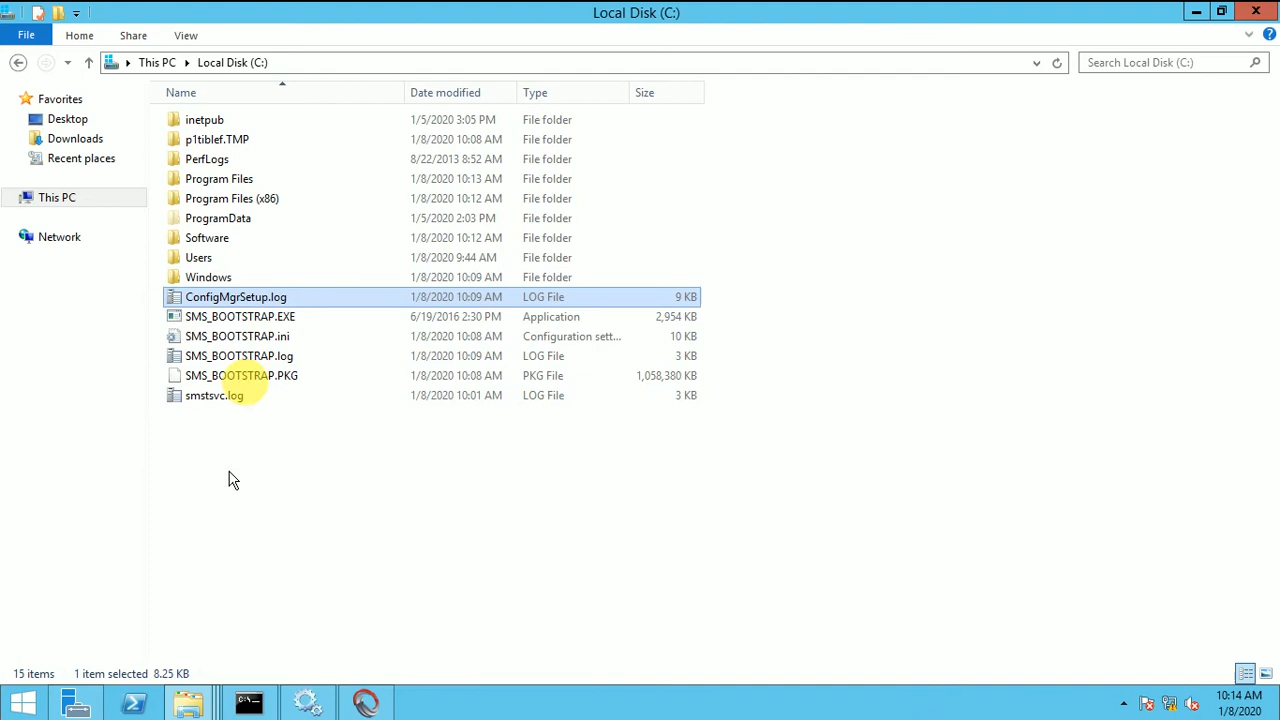 Local Disk (C:)
File Home Share View
This PC Local Disk (C:) Search Local Disk (C:)
Name Date modified Type Size
Favorites
Desktop
Downloads
Recent places
This PC
Network
inetpub 1/5/2020 3:05 PM File folder
p1tiblef.TMP 1/8/2020 10:08 AM File folder
PerfLogs 8/22/2013 8:52 AM File folder
Program Files 1/8/2020 10:13 AM File folder
Program Files (x86) 1/8/2020 10:12 AM File folder
ProgramData 1/5/2020 2:03 PM File folder
Software 1/8/2020 10:12 AM File folder
Users 1/8/2020 9:44 AM File folder
Windows 1/8/2020 10:09 AM File folder
ConfigMgrSetup.log 1/8/2020 10:09 AM LOG File 9 KB
SMS_BOOTSTRAP.EXE 6/19/2016 2:30 PM Application 2,954 KB
SMS_BOOTSTRAP.ini 1/8/2020 10:08 AM Configuration sett... 10 KB
SMS_BOOTSTRAP.log 1/8/2020 10:09 AM LOG File 3 KB
SMS_BOOTSTRAP.PKG 1/8/2020 10:08 AM PKG File 1,058,380 KB
smstsvc.log 1/8/2020 10:01 AM LOG File 3 KB
15 items 1 item selected 8.25 KB
10:14 AM
1/8/2020